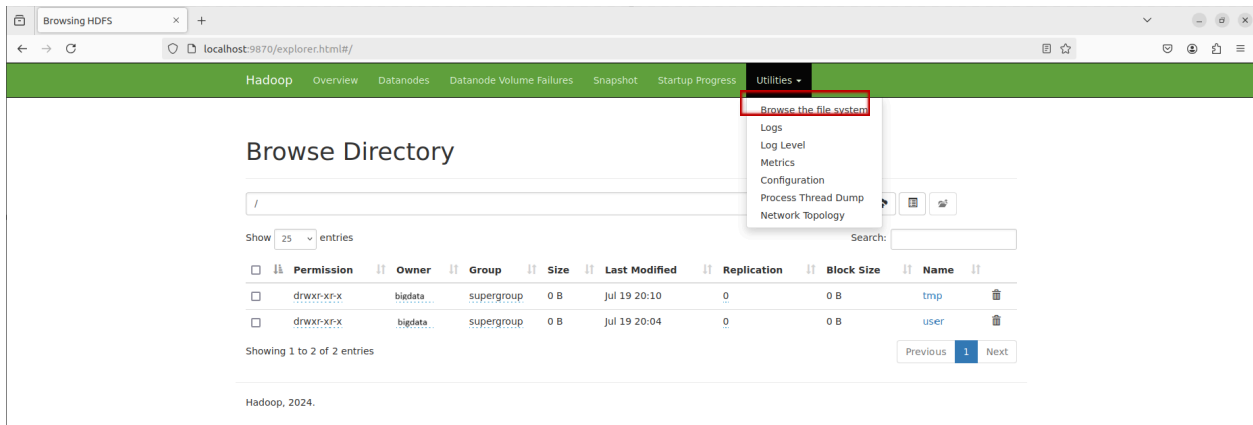 Browsing HDFS × +
localhost:9870/explorer.html#/
Hadoop Overview Datanodes Datanode Volume Failures Snapshot Startup Progress Utilities
Browse the file system
Logs
Log Level
Metrics
Configuration
Process Thread Dump
Network Topology
Browse Directory
/
Show 25 entries Search:
Permission Owner Group Size Last Modified Replication Block Size Name
drwxr-xr-x bigdata supergroup 0 B Jul 19 20:10 0 0 B tmp
drwxr-xr-x bigdata supergroup 0 B Jul 19 20:04 0 0 B user
Showing 1 to 2 of 2 entries Previous 1 Next
Hadoop, 2024.